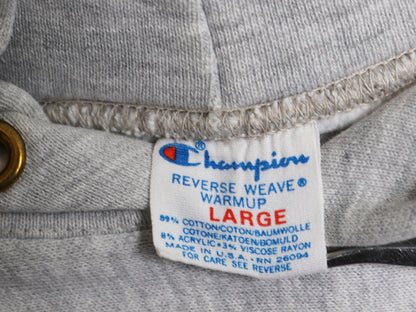 Champion®
REVERSE WEAVE®
WARMUP
LARGE
89% COTTON/COTON/BAUMWOLLE
COTONE/KATOEN/BOMULD
8% ACRYLIC • 3% VISCOSE RAYON
MADE IN U.S.A. • RN 26094
FOR CARE SEE REVERSE